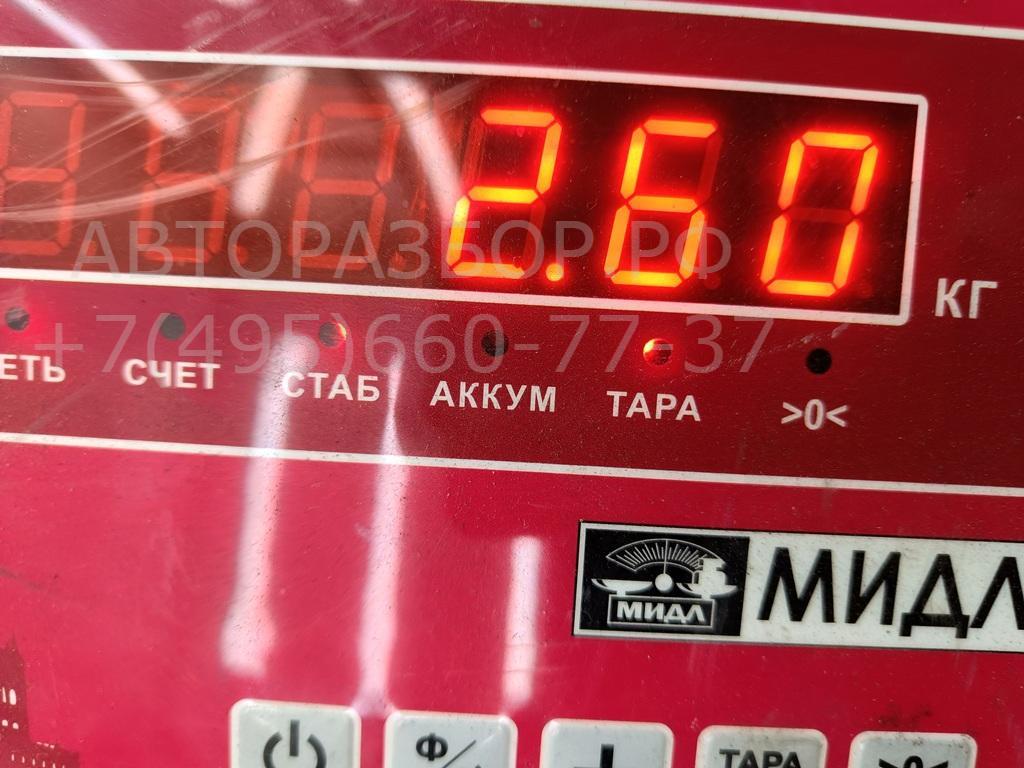 2.60
КГ
АВТОРАЗБОР.РФ
+7(495)660-77-37
ЕТЬ СЧЕТ СТАБ АККУМ ТАРА >0<
МИДЛ МИДЛ
Ф/ + ТАРА >0<